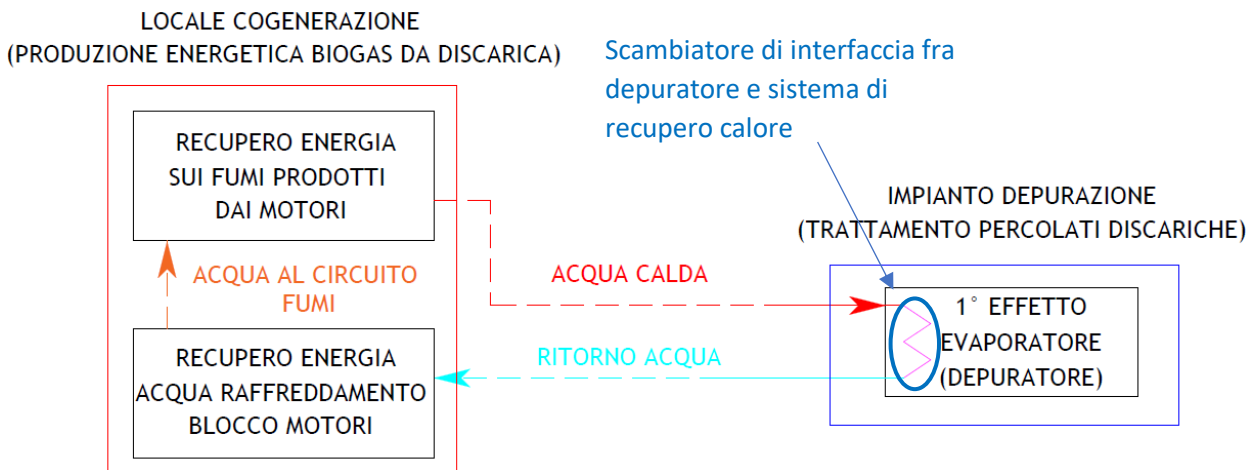 LOCALE COGENERAZIONE
(PRODUZIONE ENERGETICA BIOGAS DA DISCARICA)
Scambiatore di interfaccia fra
depuratore e sistema di
recupero calore
RECUPERO ENERGIA
SUI FUMI PRODOTTI
DAI MOTORI
IMPIANTO DEPURAZIONE
(TRATTAMENTO PERCOLATI DISCARICHE)
ACQUA AL CIRCUITO
FUMI
ACQUA CALDA
1° EFFETTO
EVAPORATORE
(DEPURATORE)
RITORNO ACQUA
RECUPERO ENERGIA
ACQUA RAFFREDDAMENTO
BLOCCO MOTORI